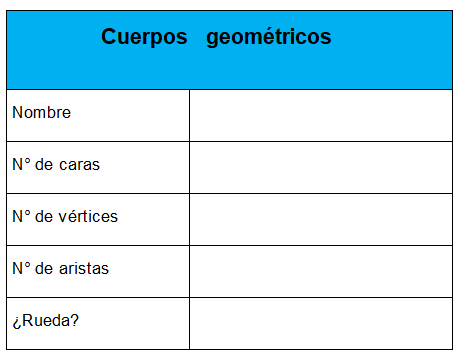 Cuerpos geométricos
Nombre
N° de caras
N° de vértices
N° de aristas
¿Rueda?